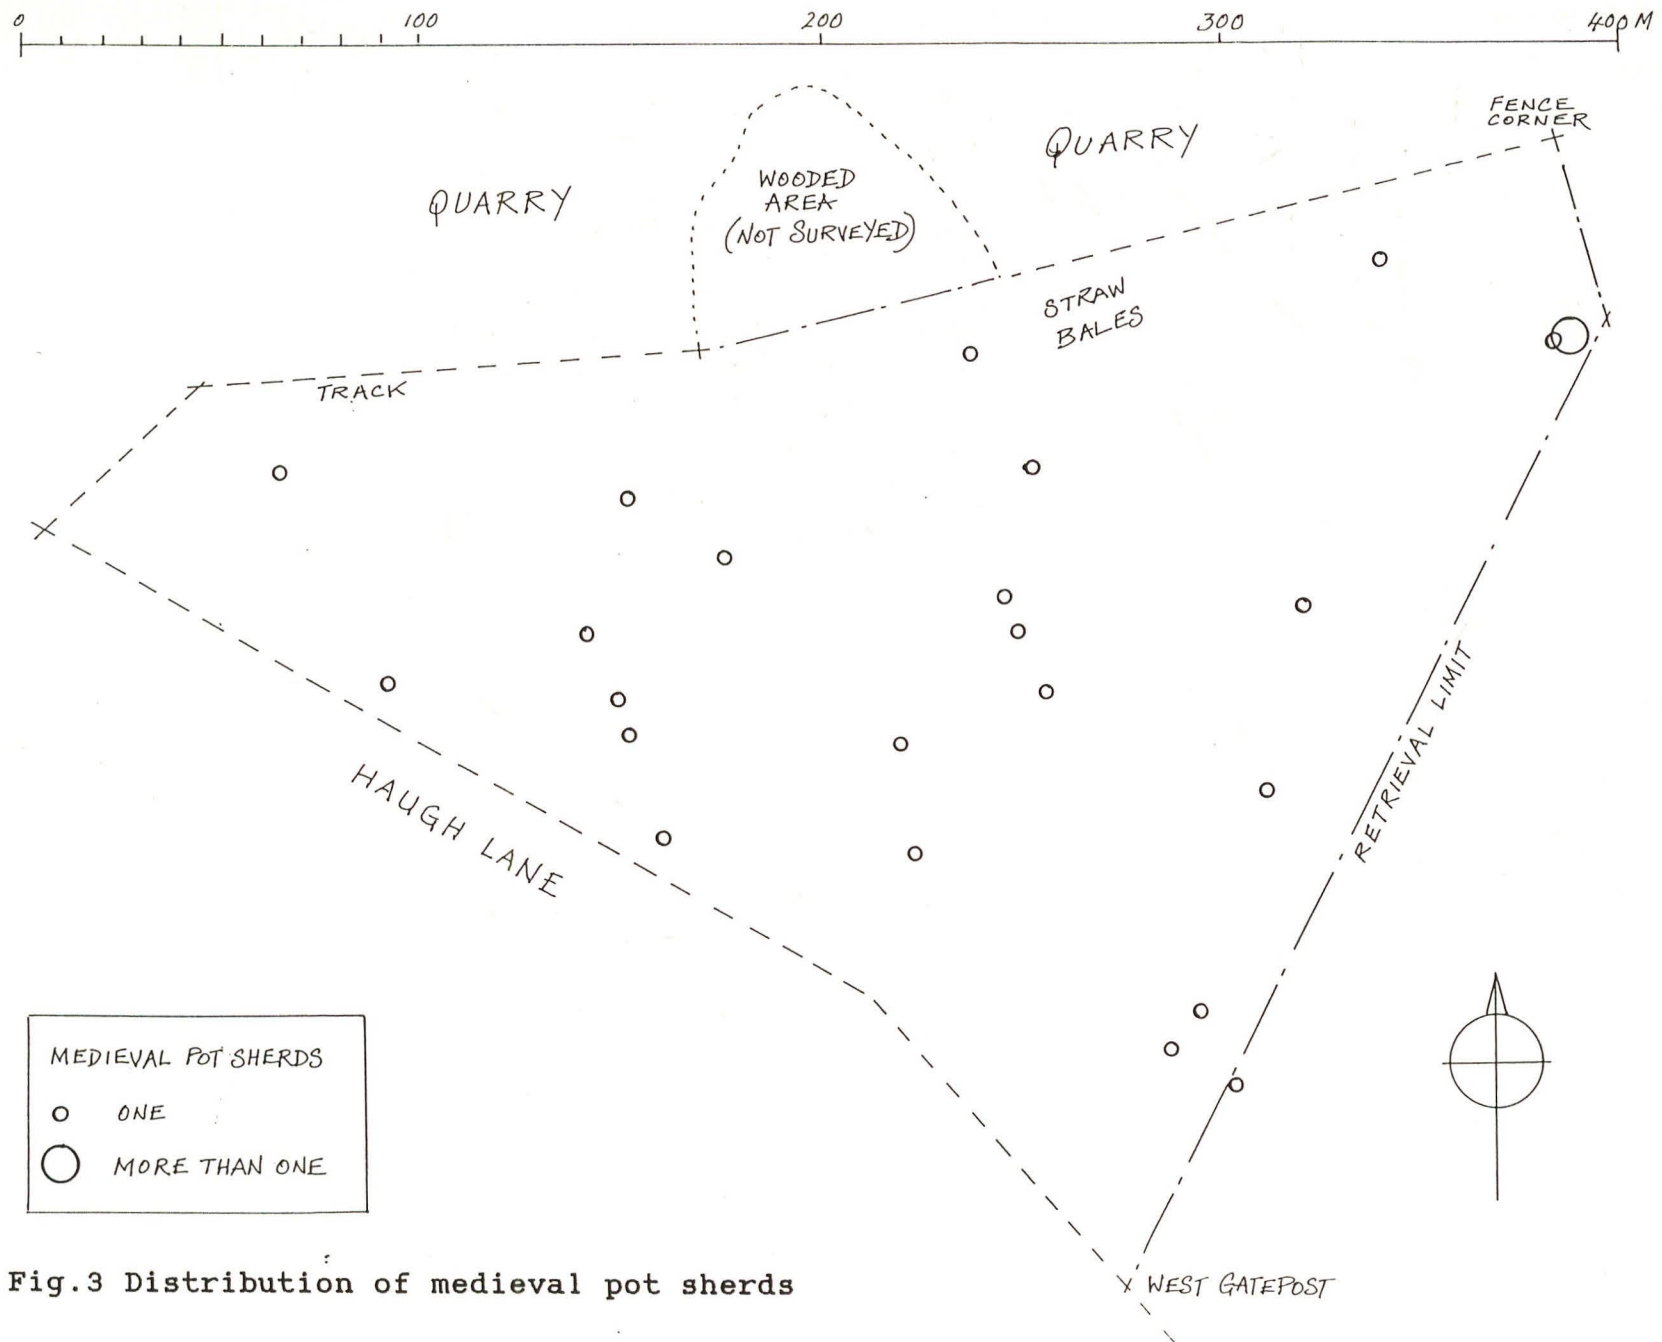 0 100 200 300 400 M
FENCE
CORNER
QUARRY
QUARRY
WOODED
AREA
(NOT SURVEYED)
STRAW
BALES
TRACK
HAUGH LANE
RETRIEVAL LIMIT
MEDIEVAL POT SHERDS
ONE
MORE THAN ONE
WEST GATEPOST
Fig.3 Distribution of medieval pot sherds